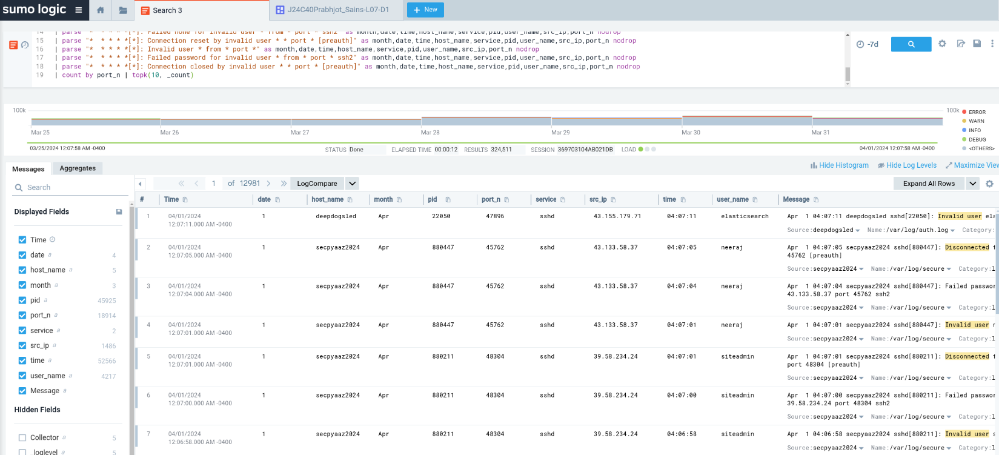 sumo logic
Search 3
J24C40Prabhjot_Sains-L07-D1
+ New
14 | parse "* * * * *[*]: Failed none for invalid user * from * port * ssh2" as month,date,time,host_name,service,pid,user_name,src_ip,port_n nodrop
15 | parse "* * * * *[*]: Connection reset by invalid user * * port * [preauth]" as month,date,time,host_name,service,pid,user_name,src_ip,port_n nodrop
16 | parse "* * * * *[*]: Invalid user * from * port *" as month,date,time,host_name,service,pid,user_name,src_ip,port_n nodrop
17 | parse "* * * * *[*]: Failed password for invalid user * from * port * ssh2" as month,date,time,host_name,service,pid,user_name,src_ip,port_n nodrop
18 | parse "* * * * *[*]: Connection closed by invalid user * * port * [preauth]" as month,date,time,host_name,service,pid,user_name,src_ip,port_n nodrop
19 | count by port_n | topk(10, _count)
-7d
100k
100k
Mar 25 Mar 26 Mar 27 Mar 28 Mar 29 Mar 30 Mar 31
ERROR
WARN
INFO
DEBUG
<OTHERS>
03/25/2024 12:07:58 AM -0400
STATUS Done ELAPSED TIME 00:00:12 RESULTS 324,511 SESSION 369703104AB021DB LOAD
04/01/2024 12:07:58 AM -0400
Messages Aggregates
Hide Histogram Hide Log Levels Maximize View
Search
1 of 12981 LogCompare
Expand All Rows
Displayed Fields
Time
date a 4
host_name a 5
month a 3
pid a 45925
port_n a 18914
service a 2
src_ip a 1486
time a 52566
user_name a 4217
Message a
Hidden Fields
Collector a 5
_loglevel a 5
# Time date host_name month pid port_n service src_ip time user_name Message
1 04/01/2024 1 deepdogsled Apr 22050 47896 sshd 43.155.179.71 04:07:11 elasticsearch Apr 1 04:07:11 deepdogsled sshd[22050]: Invalid user ela
12:07:11.000 AM -0400
Source:deepdogsled Name:/var/log/auth.log Category:
2 04/01/2024 1 secpyaaz2024 Apr 880447 45762 sshd 43.133.58.37 04:07:05 neeraj Apr 1 04:07:05 secpyaaz2024 sshd[880447]: Disconnected f
12:07:05.000 AM -0400 45762 [preauth]
Source:secpyaaz2024 Name:/var/log/secure Category:l
3 04/01/2024 1 secpyaaz2024 Apr 880447 45762 sshd 43.133.58.37 04:07:04 neeraj Apr 1 04:07:04 secpyaaz2024 sshd[880447]: Failed passwor
12:07:04.000 AM -0400 43.133.58.37 port 45762 ssh2
Source:secpyaaz2024 Name:/var/log/secure Category:l
4 04/01/2024 1 secpyaaz2024 Apr 880447 45762 sshd 43.133.58.37 04:07:01 neeraj Apr 1 04:07:01 secpyaaz2024 sshd[880447]: Invalid user n
12:07:01.000 AM -0400
Source:secpyaaz2024 Name:/var/log/secure Category:l
5 04/01/2024 1 secpyaaz2024 Apr 880211 48304 sshd 39.58.234.24 04:07:01 siteadmin Apr 1 04:07:01 secpyaaz2024 sshd[880211]: Disconnected f
12:07:01.000 AM -0400 port 48304 [preauth]
Source:secpyaaz2024 Name:/var/log/secure Category:l
6 04/01/2024 1 secpyaaz2024 Apr 880211 48304 sshd 39.58.234.24 04:07:00 siteadmin Apr 1 04:07:00 secpyaaz2024 sshd[880211]: Failed passwor
12:07:00.000 AM -0400 39.58.234.24 port 48304 ssh2
Source:secpyaaz2024 Name:/var/log/secure Category:l
7 04/01/2024 1 secpyaaz2024 Apr 880211 48304 sshd 39.58.234.24 04:06:58 siteadmin Apr 1 04:06:58 secpyaaz2024 sshd[880211]: Invalid user s
12:06:58.000 AM -0400
Source:secpyaaz2024 Name:/var/log/secure Category:l